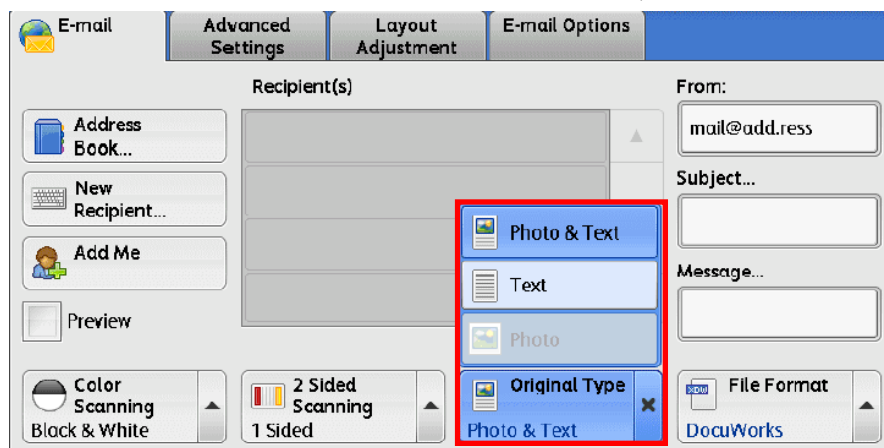 E-mail
Advanced
Settings
Layout
Adjustment
E-mail Options
Recipient(s)
From:
Address
Book...
mail@add.ress
New
Recipient...
Subject...
Add Me
Photo & Text
Text
Message...
Preview
Photo
Color
Scanning
Black & White
2 Sided
Scanning
1 Sided
Original Type
Photo & Text
XDW
File Format
DocuWorks